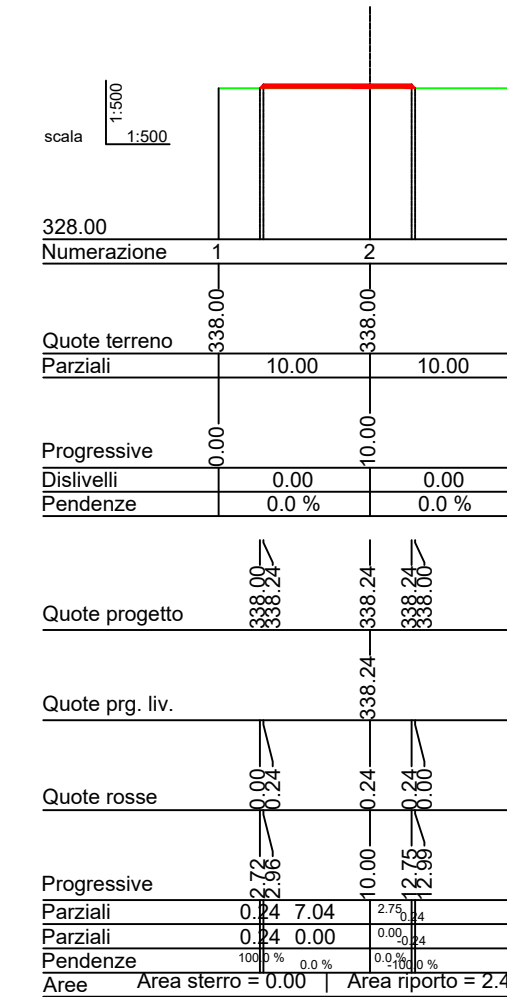 1:500
scala 1:500
328.00
Numerazione 1 2
Quote terreno 338.00 338.00
Parziali 10.00 10.00
Progressive 0.00 10.00
Dislivelli 0.00 0.00
Pendenze 0.0 % 0.0 %
Quote progetto 338.00 338.24 338.24 338.24 338.00
Quote prg. liv. 338.24
Quote rosse 0.00 0.24 0.24 0.24 0.00
Progressive 2.72 2.96 10.00 12.75 12.99
Parziali 0.24 7.04 2.75 0.24
Parziali 0.24 0.00 0.00 -0.24
Pendenze 100.0 % 0.0 % 0.0 % -100.0 %
Aree Area sterro = 0.00 | Area riporto = 2.4